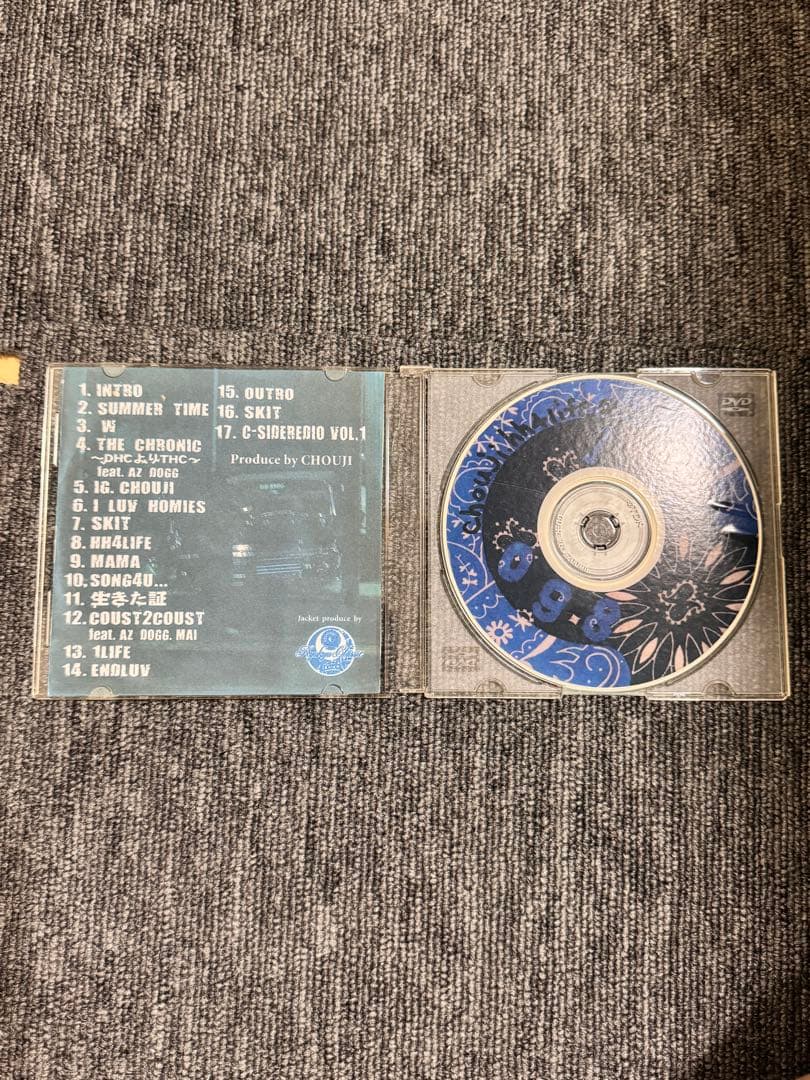 1. INTRO
2. SUMMER TIME
3. W
4. THE CHRONIC
〜DHCよりTHC〜
feat. AZ DOGG
5. IG. CHOUJI
6. I LUV HOMIES
7. SKIT
8. HH4LIFE
9. MAMA
10. SONG4U...
11. 生きた証
12. COUST2COUST
feat. AZ DOGG. MAI
13. 1LIFE
14. ENDLUV
15. OUTRO
16. SKIT
17. C-SIDEREDIO VOL.1
Produce by CHOUJI
Jacket produce by
DVD
chouji
098